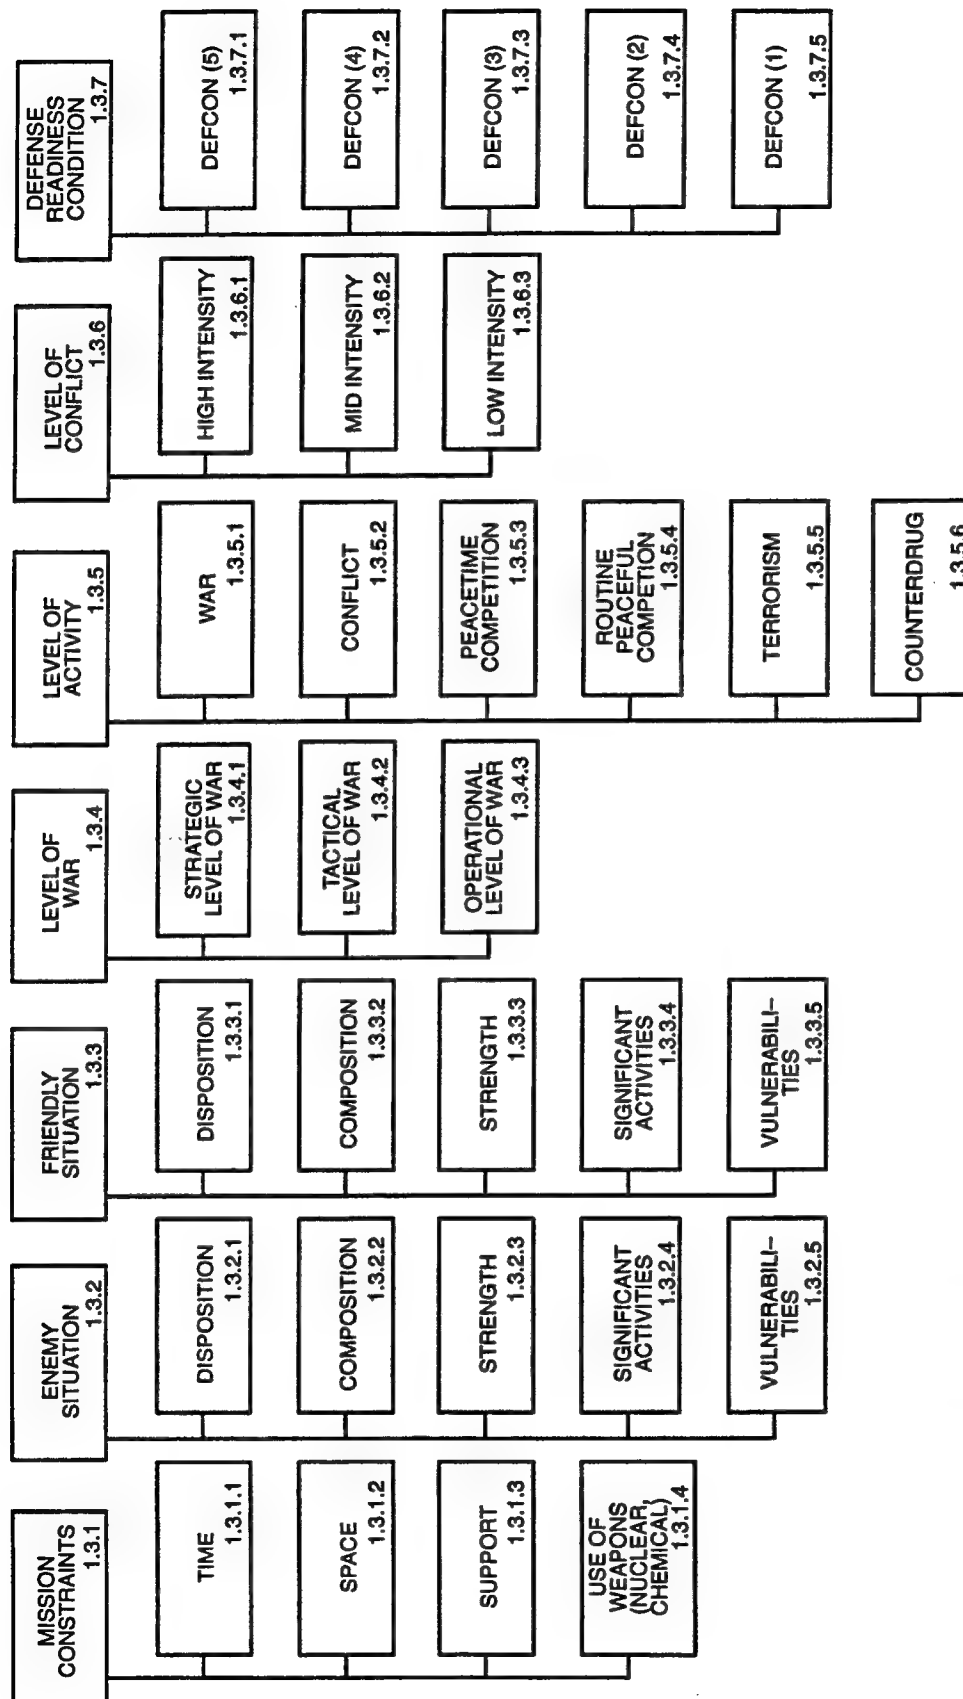 MISSION
CONSTRAINTS
1.3.1
TIME
1.3.1.1
SPACE
1.3.1.2
SUPPORT
1.3.1.3
USE OF
WEAPONS
(NUCLEAR,
CHEMICAL)
1.3.1.4
ENEMY
SITUATION
1.3.2
DISPOSITION
1.3.2.1
COMPOSITION
1.3.2.2
STRENGTH
1.3.2.3
SIGNIFICANT
ACTIVITIES
1.3.2.4
VULNERABILI–
TIES
1.3.2.5
FRIENDLY
SITUATION
1.3.3
DISPOSITION
1.3.3.1
COMPOSITION
1.3.3.2
STRENGTH
1.3.3.3
SIGNIFICANT
ACTIVITIES
1.3.3.4
VULNERABILI–
TIES
1.3.3.5
LEVEL OF
WAR
1.3.4
STRATEGIC
LEVEL OF WAR
1.3.4.1
TACTICAL
LEVEL OF WAR
1.3.4.2
OPERATIONAL
LEVEL OF WAR
1.3.4.3
LEVEL OF
ACTIVITY
1.3.5
WAR
1.3.5.1
CONFLICT
1.3.5.2
PEACETIME
COMPETITION
1.3.5.3
ROUTINE
PEACEFUL
COMPETION
1.3.5.4
TERRORISM
1.3.5.5
COUNTERDRUG
1.3.5.6
LEVEL OF
CONFLICT
1.3.6
HIGH INTENSITY
1.3.6.1
MID INTENSITY
1.3.6.2
LOW INTENSITY
1.3.6.3
DEFENSE
READINESS
CONDITION
1.3.7
DEFCON (5)
1.3.7.1
DEFCON (4)
1.3.7.2
DEFCON (3)
1.3.7.3
DEFCON (2)
1.3.7.4
DEFCON (1)
1.3.7.5